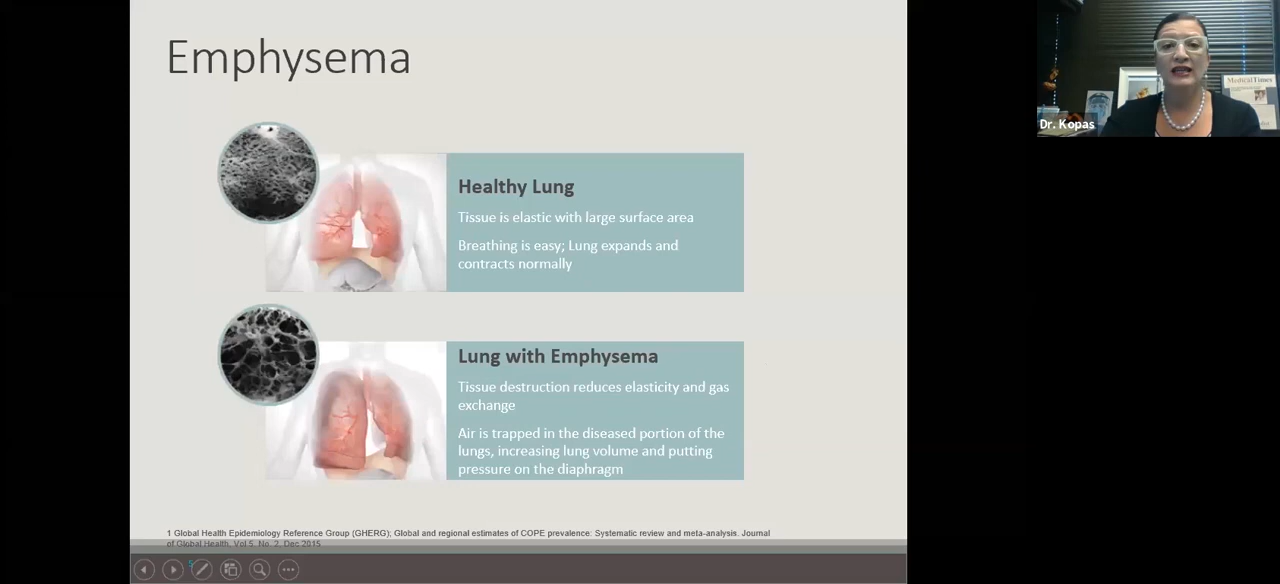 Emphysema
Healthy Lung
Tissue is elastic with large surface area
Breathing is easy; Lung expands and
contracts normally
Lung with Emphysema
Tissue destruction reduces elasticity and gas
exchange
Air is trapped in the diseased portion of the
lungs, increasing lung volume and putting
pressure on the diaphragm
1 Global Health Epidemiology Reference Group (GHERG); Global and regional estimates of COPE prevalence: Systematic review and meta-analysis. Journal
of Global Health, Vol 5, No. 2, Dec 2015
MedicalTimes
Dr. Kopas